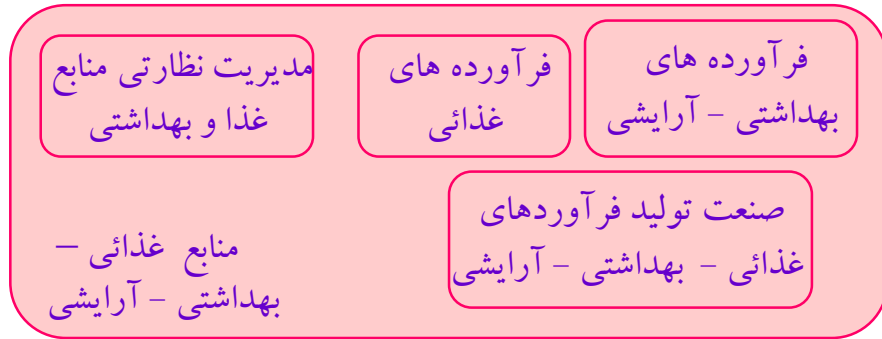 فرآورده های
بهداشتی – آرایشی
فرآورده های
غذائی
مدیریت نظارتی منابع
غذا و بهداشتی
صنعت تولید فرآوردهای
غذائی – بهداشتی – آرایشی
منابع غذائی –
بهداشتی – آرایشی